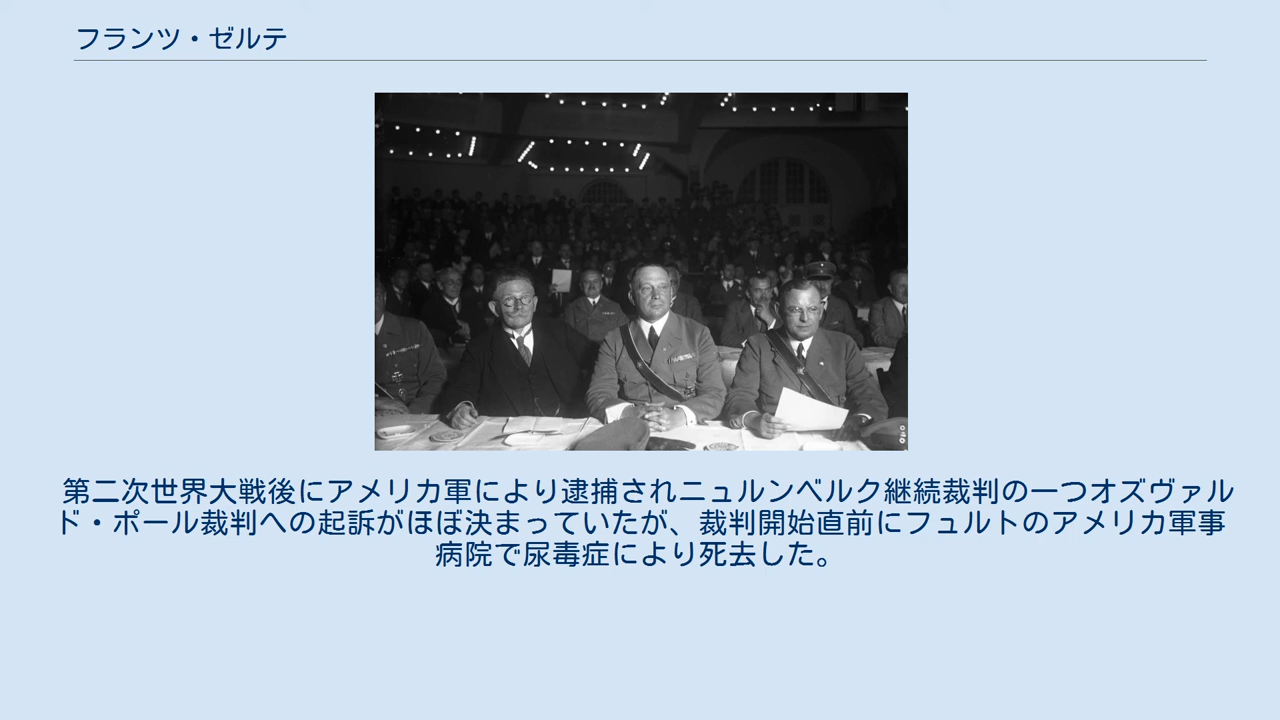 フランツ・ゼルテ
第二次世界大戦後にアメリカ軍により逮捕されニュルンベルク継続裁判の一つオズヴァル
ド・ポール裁判への起訴がほぼ決まっていたが、裁判開始直前にフュルトのアメリカ軍事
病院で尿毒症により死去した。